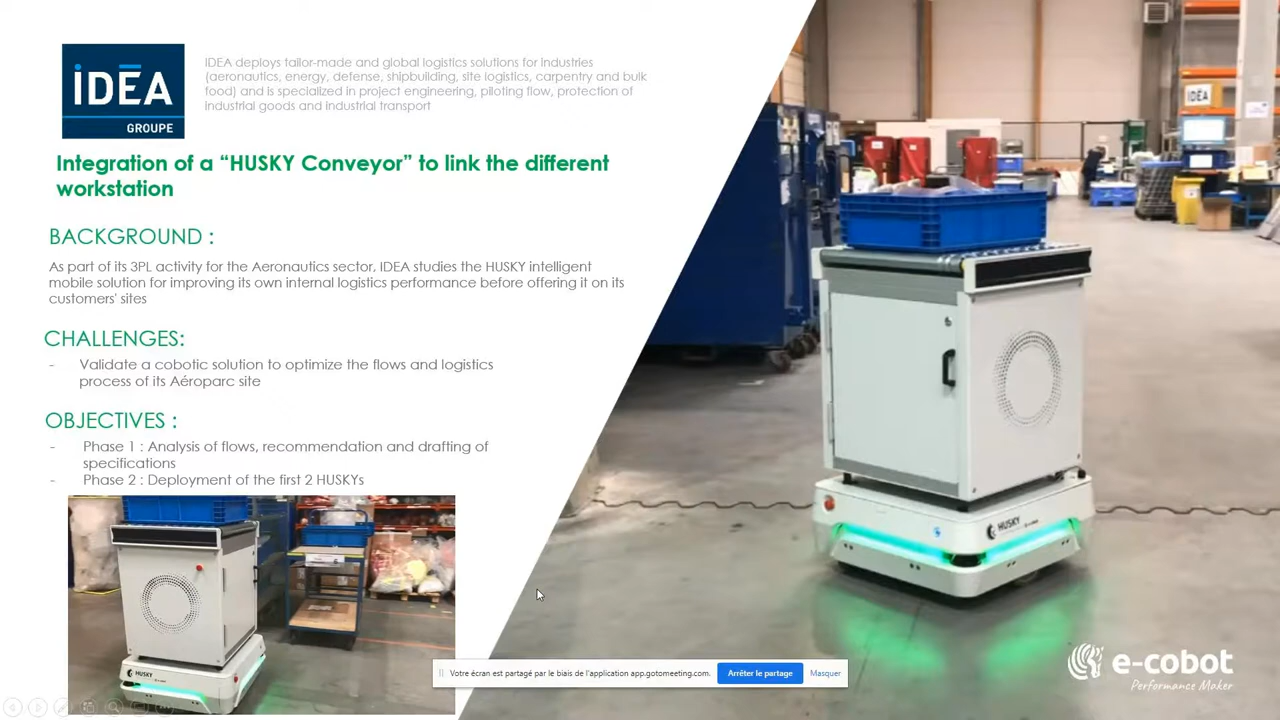 iDEA
GROUPE
IDEA deploys tailor-made and global logistics solutions for industries
(aeronautics, energy, defense, shipbuilding, site logistics, carpentry and bulk
food) and is specialized in project engineering, piloting flow, protection of
industrial goods and industrial transport
Integration of a “HUSKY Conveyor” to link the different
workstation
BACKGROUND :
As part of its 3PL activity for the Aeronautics sector, IDEA studies the HUSKY intelligent
mobile solution for improving its own internal logistics performance before offering it on its
customers' sites
CHALLENGES:
- Validate a cobotic solution to optimize the flows and logistics
process of its Aéroparc site
OBJECTIVES :
- Phase 1 : Analysis of flows, recommendation and drafting of
specifications
- Phase 2 : Deployment of the first 2 HUSKYs
HUSKY
iDEA
HUSKY
e-cobot
Performance Maker
Votre écran est partagé par le biais de l'application app.gotomeeting.com.
Arrêter le partage
Masquer